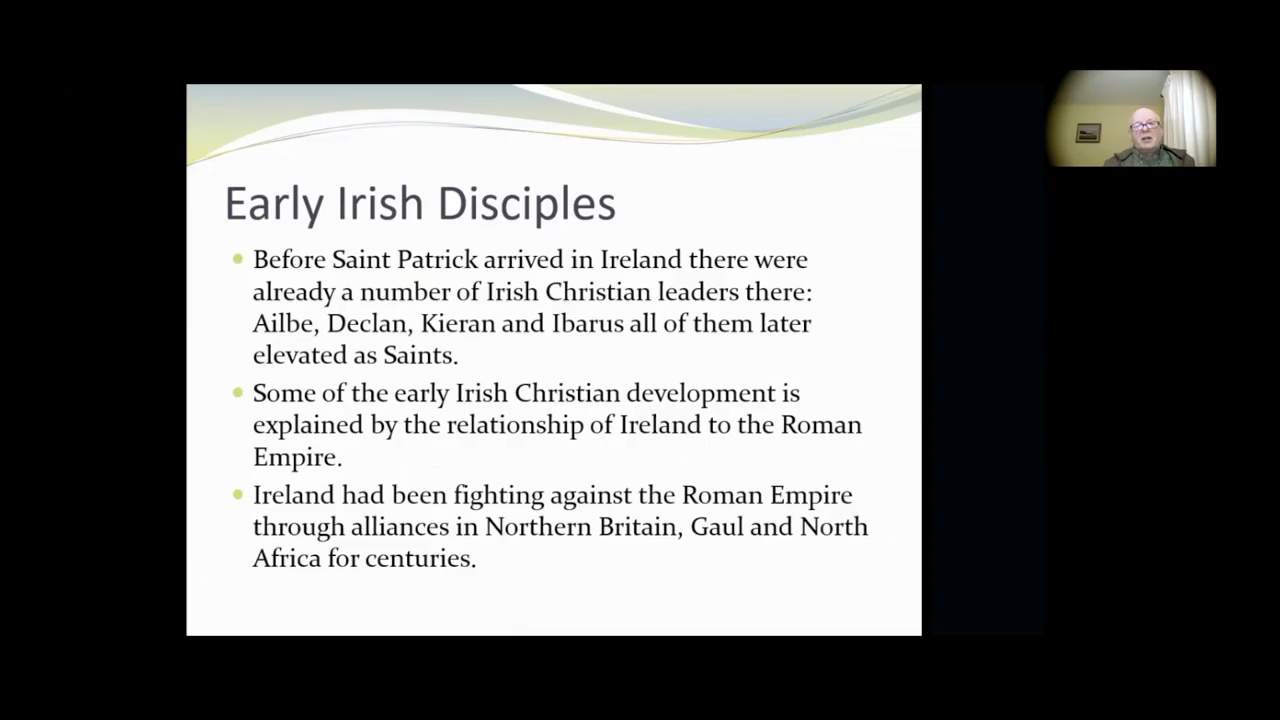 Early Irish Disciples
Before Saint Patrick arrived in Ireland there were
already a number of Irish Christian leaders there:
Ailbe, Declan, Kieran and Ibarus all of them later
elevated as Saints.
Some of the early Irish Christian development is
explained by the relationship of Ireland to the Roman
Empire.
Ireland had been fighting against the Roman Empire
through alliances in Northern Britain, Gaul and North
Africa for centuries.